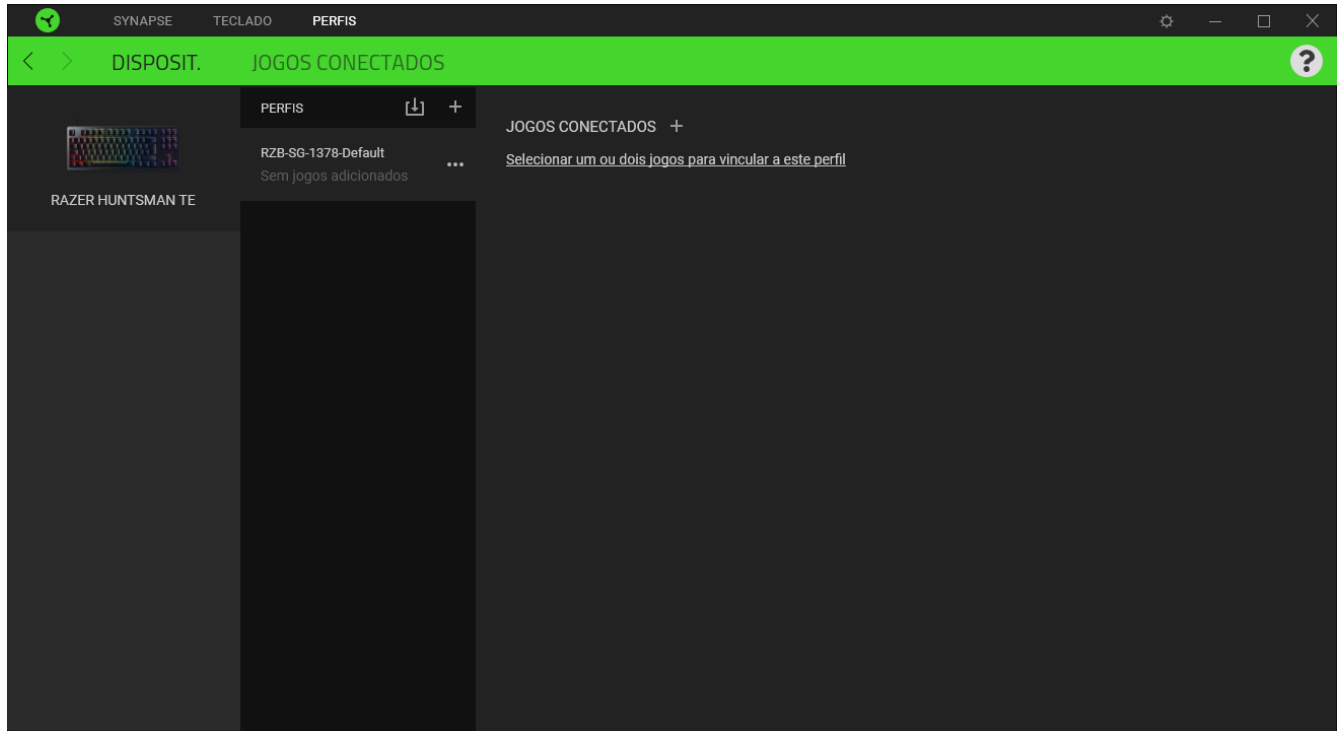 SYNAPSE TECLADO PERFIS
DISPOSIT. JOGOS CONECTADOS
RAZER HUNTSMAN TE
PERFIS
RZB-SG-1378-Default
Sem jogos adicionados
JOGOS CONECTADOS +
Selecionar um ou dois jogos para vincular a este perfil